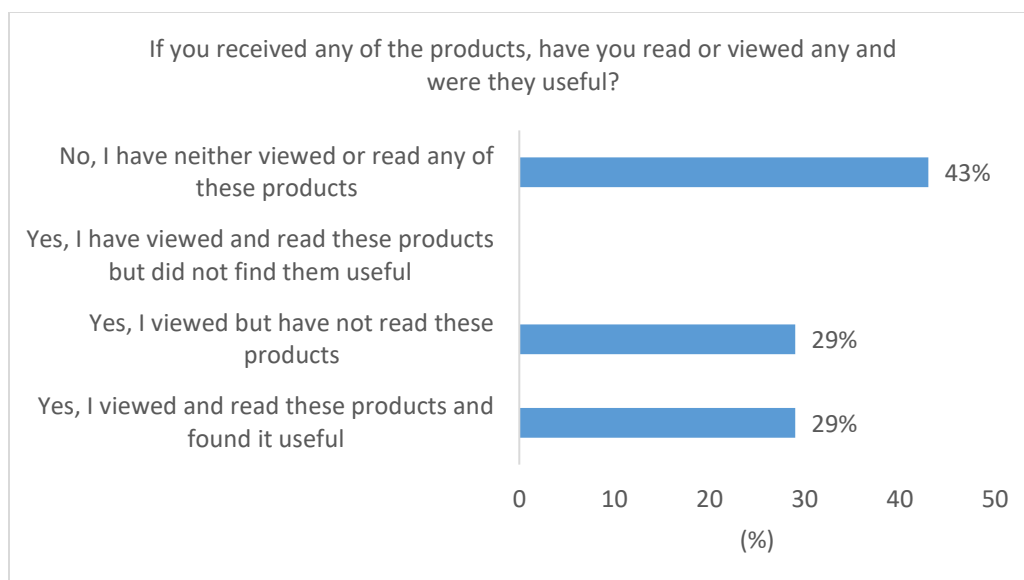 If you received any of the products, have you read or viewed any and
were they useful?
No, I have neither viewed or read any of
these products
43%
Yes, I have viewed and read these products
but did not find them useful
Yes, I viewed but have not read these
products
29%
Yes, I viewed and read these products and
found it useful
29%
0 10 20 30 40 50
(%)